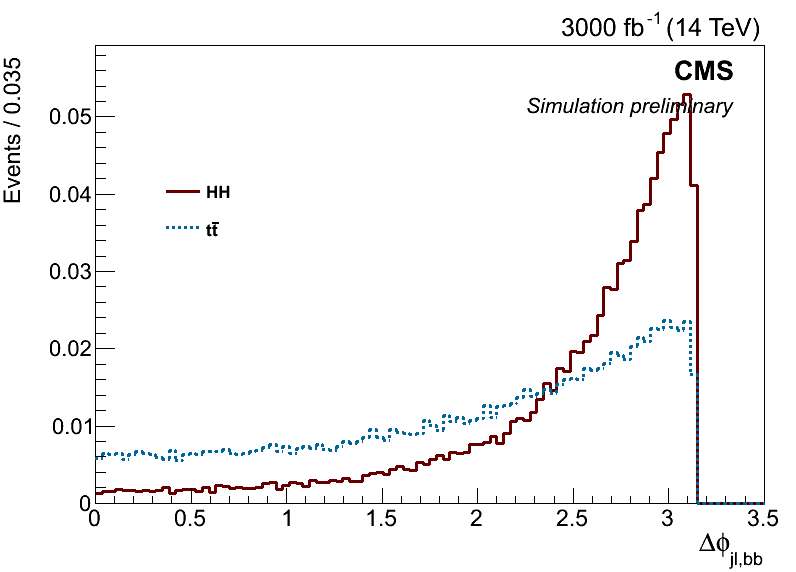 3000 fb⁻¹ (14 TeV)
CMS
Simulation preliminary
Events / 0.035
0.05
0.04
0.03
0.02
0.01
0
HH
tt̄
0 0.5 1 1.5 2 2.5 3 3.5
Δϕ_jl,bb